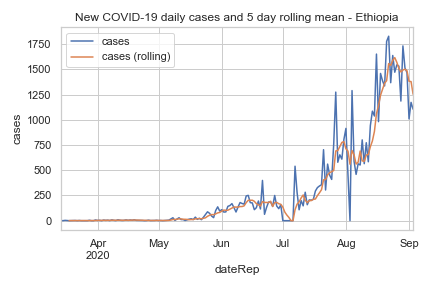 New COVID-19 daily cases and 5 day rolling mean - Ethiopia
cases
cases (rolling)
1750
1500
1250
1000
750
500
250
0
cases
Apr
2020
May
Jun
Jul
Aug
Sep
dateRep